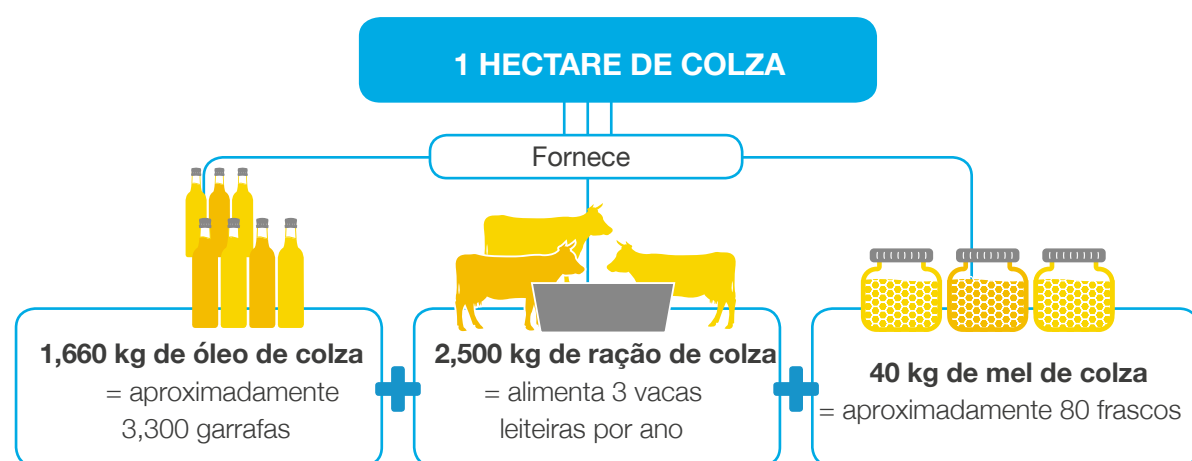 1 HECTARE DE COLZA
Fornece
1,660 kg de óleo de colza
= aproximadamente
3,300 garrafas
2,500 kg de ração de colza
= alimenta 3 vacas
leiteiras por ano
40 kg de mel de colza
= aproximadamente 80 frascos